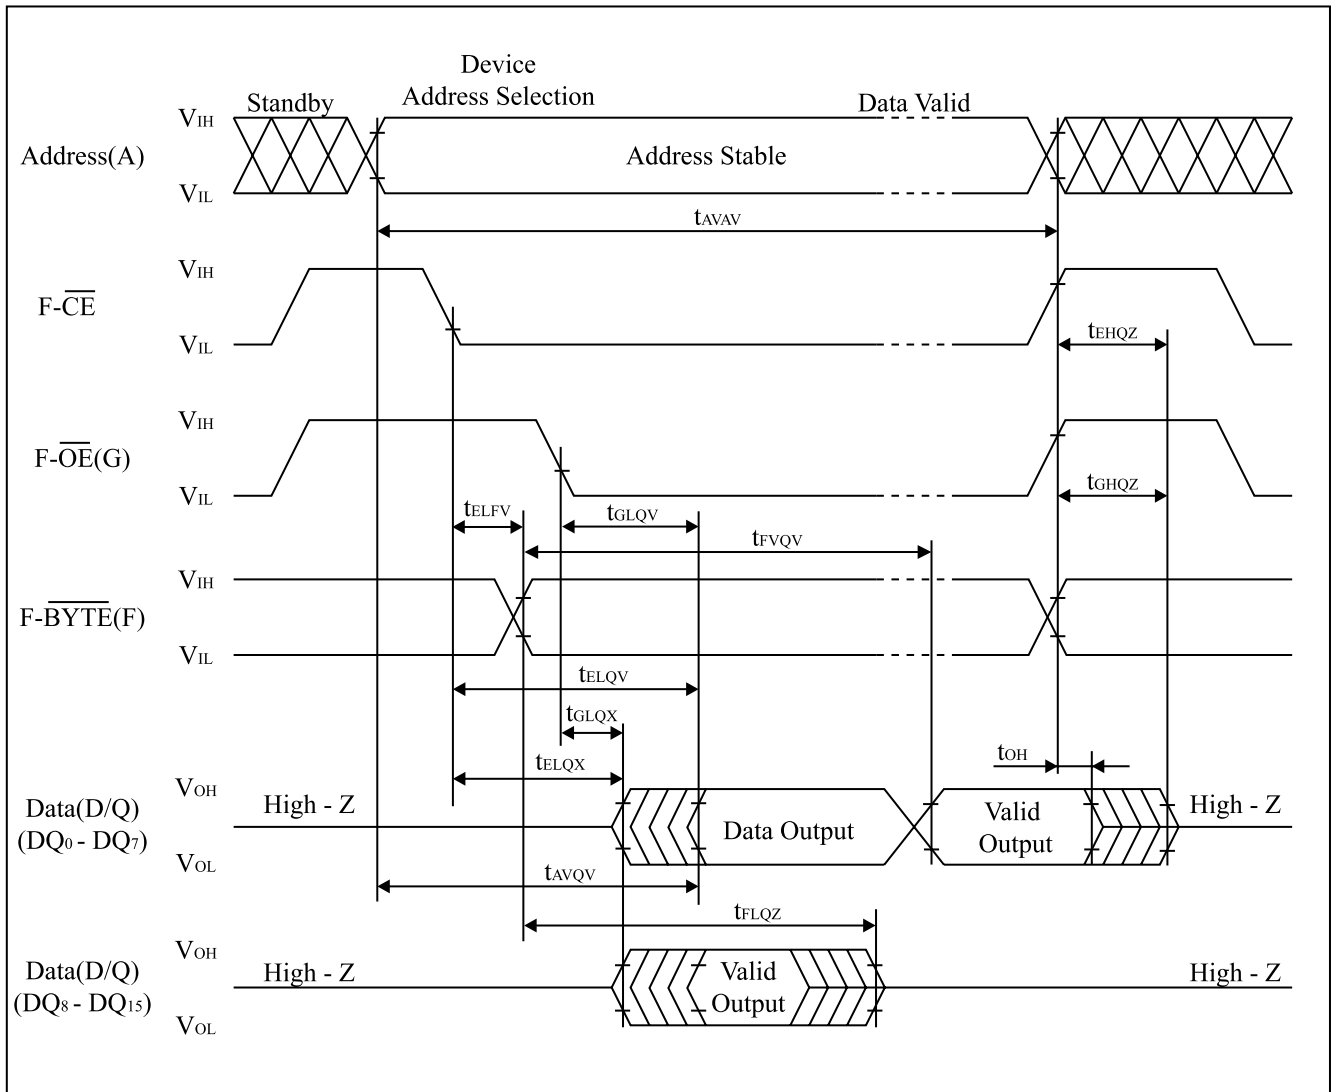 Device
Address Selection
Standby
Data Valid
VIH
Address(A)
Address Stable
VIL
tAVAV
VIH
F-CE
VIL
tEHQZ
VIH
F-OE(G)
VIL
tGHQZ
tELFV
tGLQV
tFVQV
VIH
F-BYTE(F)
VIL
tELQV
tGLQX
tOH
tELQX
VOH
Data(D/Q)
(DQ0 - DQ7)
High - Z
Data Output
Valid
Output
High - Z
VOL
tAVQV
tFLQZ
VOH
Data(D/Q)
(DQ8 - DQ15)
High - Z
Valid
Output
High - Z
VOL